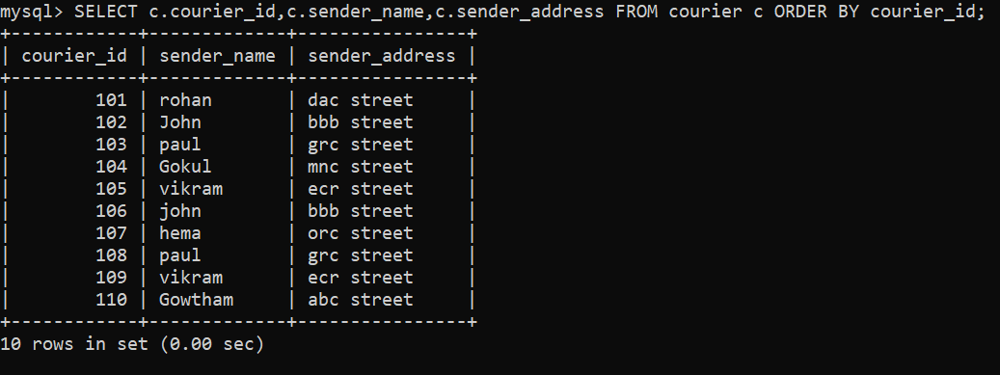 mysql> SELECT c.courier_id,c.sender_name,c.sender_address FROM courier c ORDER BY courier_id;
+------------+-------------+----------------+
| courier_id | sender_name | sender_address |
+------------+-------------+----------------+
|        101 | rohan       | dac street     |
|        102 | John        | bbb street     |
|        103 | paul        | grc street     |
|        104 | Gokul       | mnc street     |
|        105 | vikram      | ecr street     |
|        106 | john        | bbb street     |
|        107 | hema        | orc street     |
|        108 | paul        | grc street     |
|        109 | vikram      | ecr street     |
|        110 | Gowtham     | abc street     |
+------------+-------------+----------------+
10 rows in set (0.00 sec)